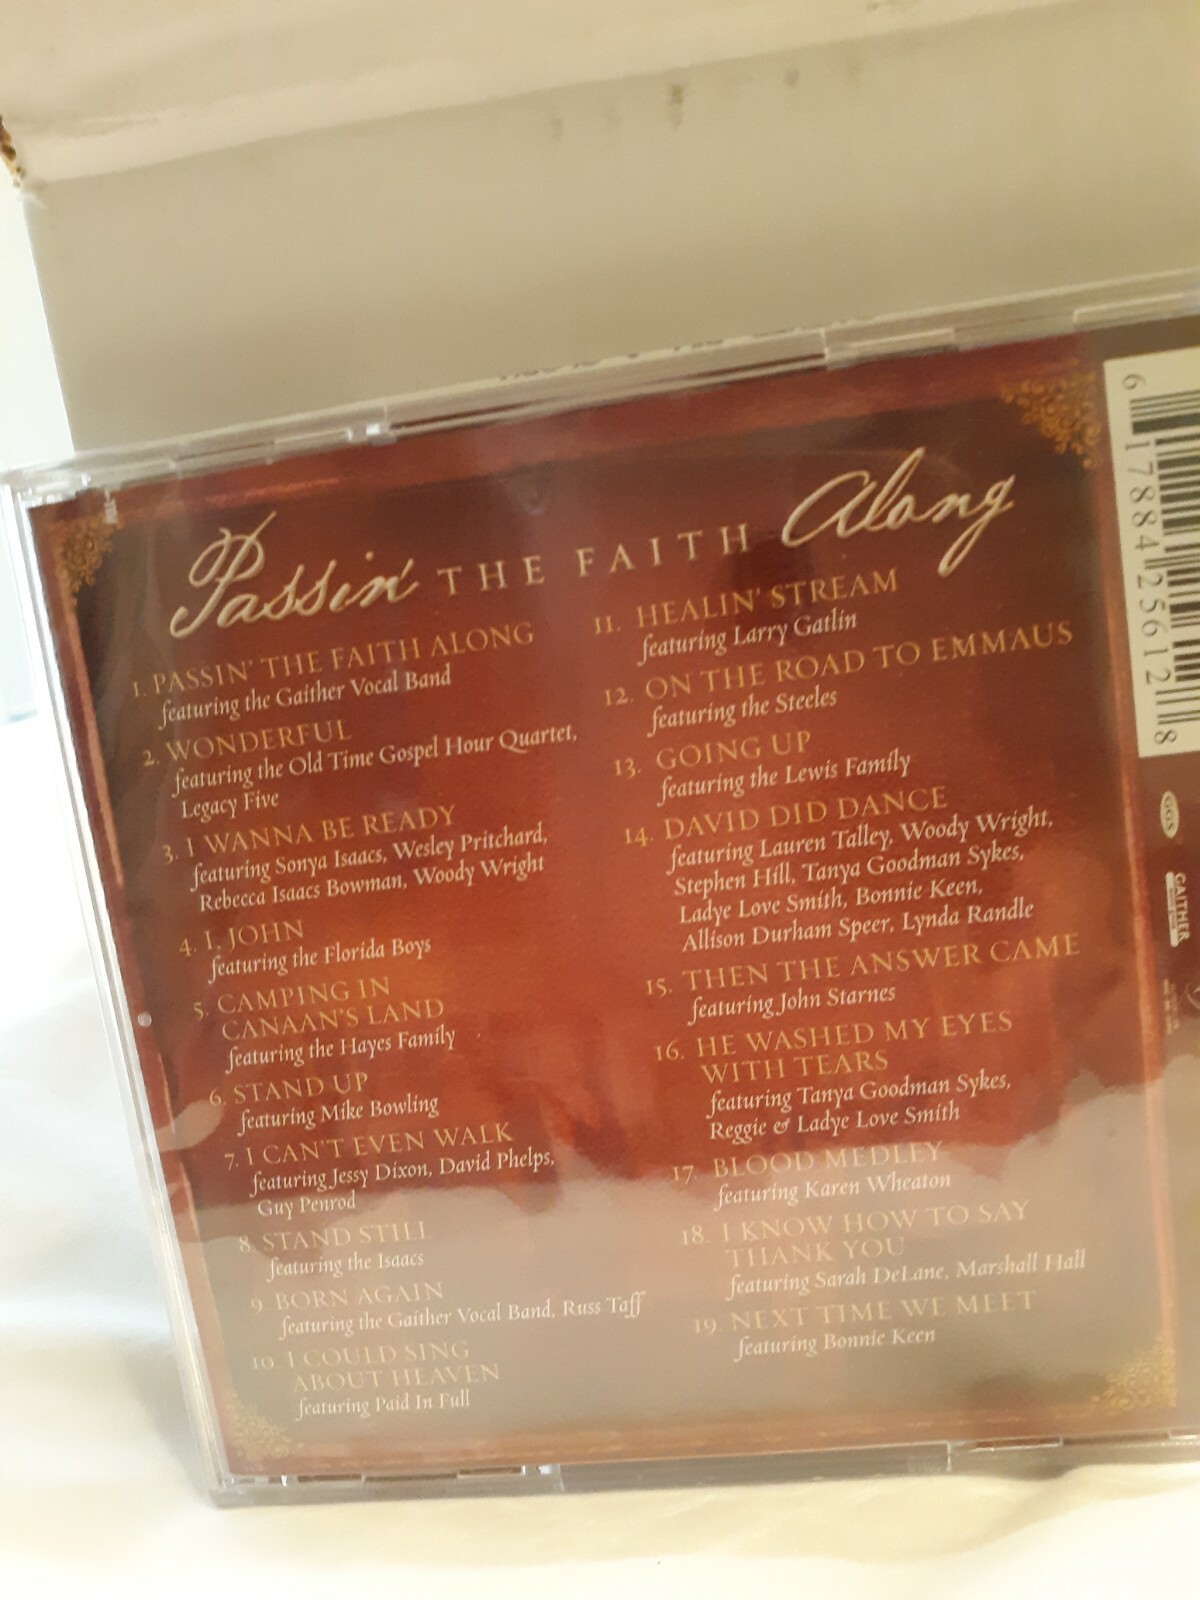 Passin' THE FAITH Along
1. PASSIN' THE FAITH ALONG
featuring the Gaither Vocal Band
2. WONDERFUL
featuring the Old Time Gospel Hour Quartet,
Legacy Five
3. I WANNA BE READY
featuring Sonya Isaacs, Wesley Pritchard,
Rebecca Isaacs Bowman, Woody Wright
4. I, JOHN
featuring the Florida Boys
5. CAMPING IN
CANAAN'S LAND
featuring the Hayes Family
6. STAND UP
featuring Mike Bowling
7. I CAN'T EVEN WALK
featuring Jessy Dixon, David Phelps,
Guy Penrod
8. STAND STILL
featuring the Isaacs
9. BORN AGAIN
featuring the Gaither Vocal Band, Russ Taff
10. I COULD SING
ABOUT HEAVEN
featuring Paid In Full
11. HEALIN' STREAM
featuring Larry Gatlin
12. ON THE ROAD TO EMMAUS
featuring the Steeles
13. GOING UP
featuring the Lewis Family
14. DAVID DID DANCE
featuring Lauren Talley, Woody Wright,
Stephen Hill, Tanya Goodman Sykes,
Ladye Love Smith, Bonnie Keen,
Allison Durham Speer, Lynda Randle
15. THEN THE ANSWER CAME
featuring John Starnes
16. HE WASHED MY EYES
WITH TEARS
featuring Tanya Goodman Sykes,
Reggie & Ladye Love Smith
17. BLOOD MEDLEY
featuring Karen Wheaton
18. I KNOW HOW TO SAY
THANK YOU
featuring Sarah DeLane, Marshall Hall
19. NEXT TIME WE MEET
featuring Bonnie Keen
6 17884 25612 8
GGS
GAITHER